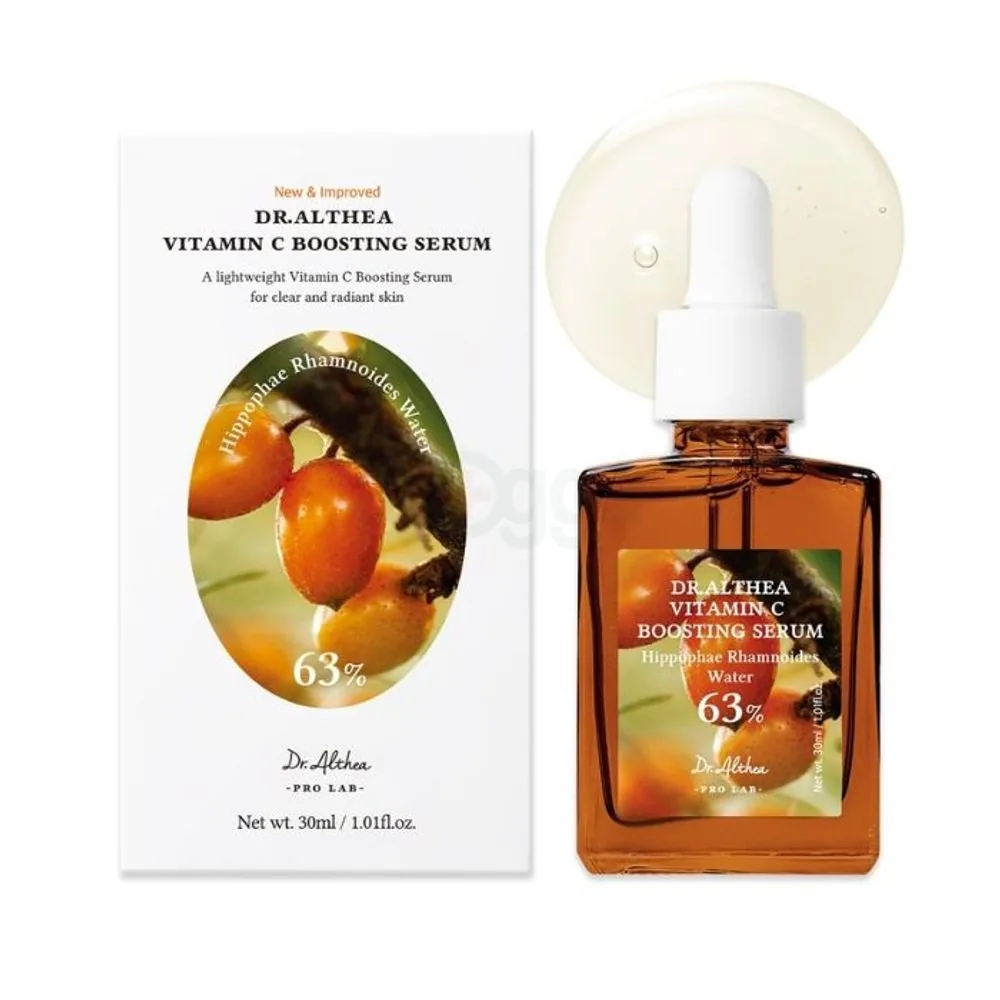 New & Improved
DR.ALTHEA
VITAMIN C BOOSTING SERUM
A lightweight Vitamin C Boosting Serum
for clear and radiant skin
Hippophae Rhamnoides Water
63%
Dr.Althea
-PRO LAB-
Net wt. 30ml / 1.01fl.oz.
DR.ALTHEA
VITAMIN C
BOOSTING SERUM
Hippophae Rhamnoides
Water
63%
Dr.Althea
-PRO LAB-
Net wt. 30ml / 1.01fl.oz.